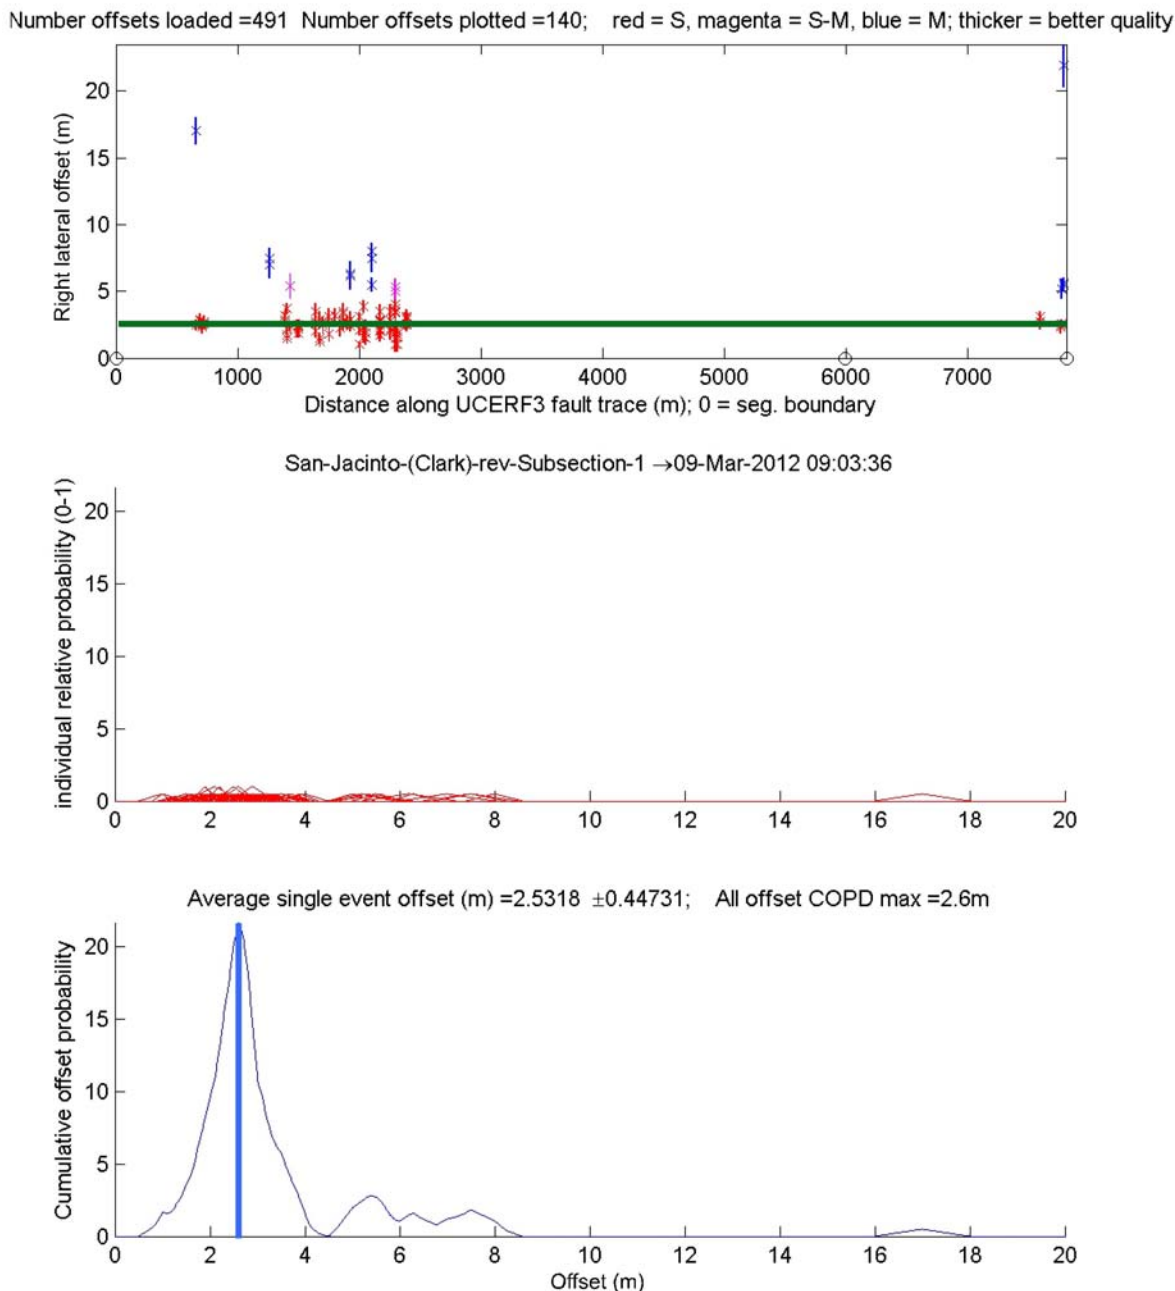 Number offsets loaded =491 Number offsets plotted =140; red = S, magenta = S-M, blue = M; thicker = better quality
Right lateral offset (m)
20
15
10
5
0
0 1000 2000 3000 4000 5000 6000 7000
Distance along UCERF3 fault trace (m); 0 = seg. boundary
San-Jacinto-(Clark)-rev-Subsection-1 →09-Mar-2012 09:03:36
individual relative probability (0-1)
20
15
10
5
0
0 2 4 6 8 10 12 14 16 18 20
Average single event offset (m) =2.5318 ±0.44731; All offset COPD max =2.6m
Cumulative offset probability
20
15
10
5
0
0 2 4 6 8 10 12 14 16 18 20
Offset (m)